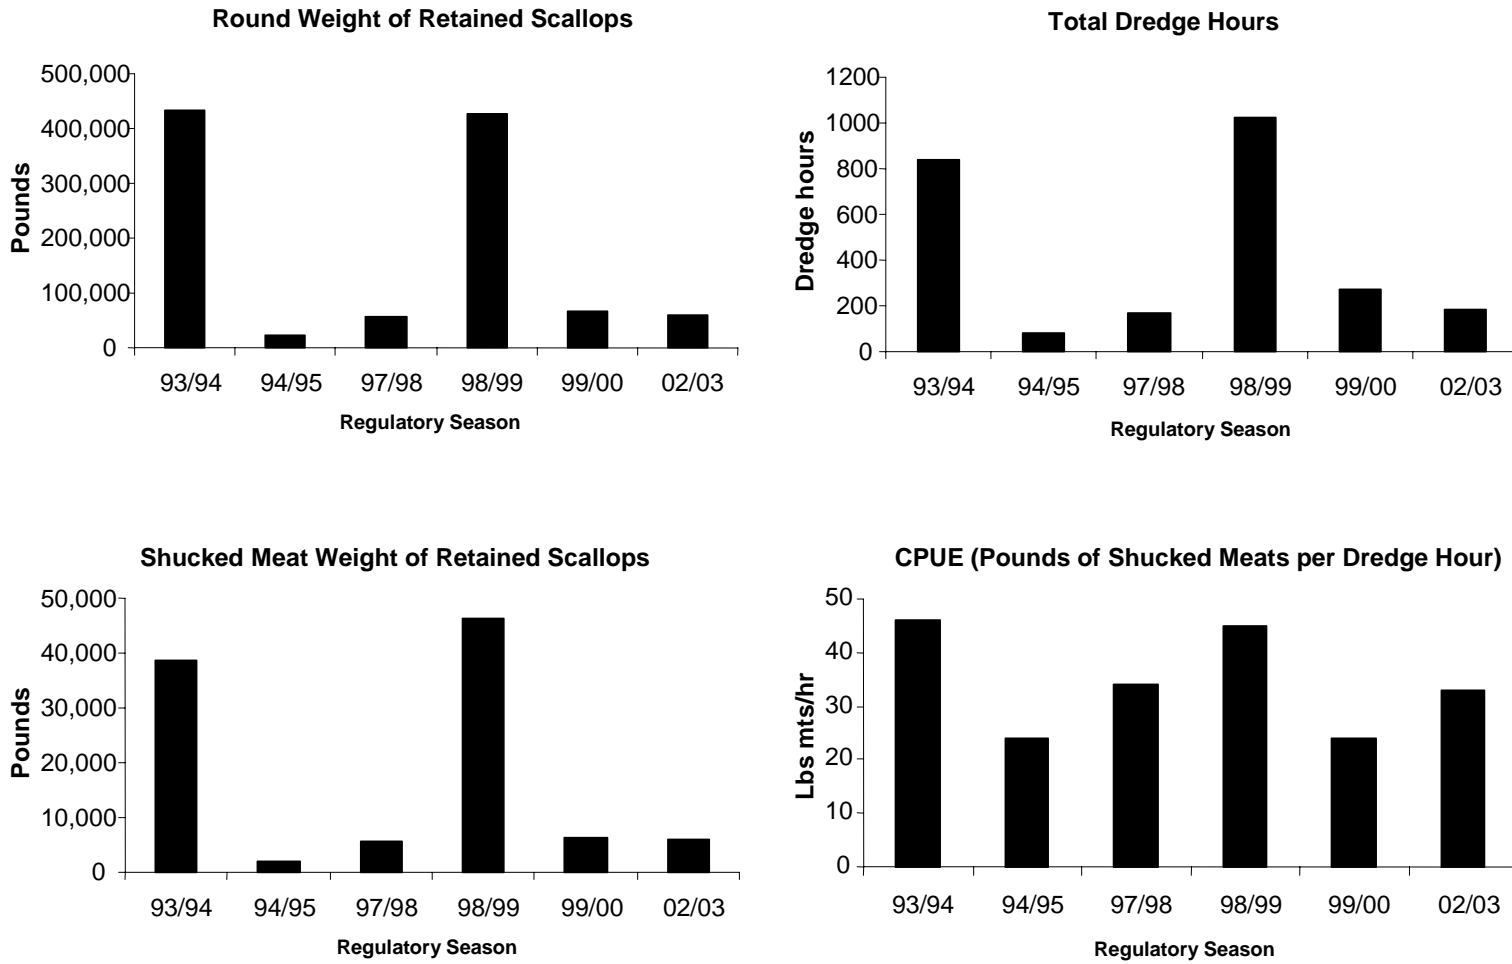 Round Weight of Retained Scallops
500,000
400,000
300,000
200,000
100,000
0
Pounds
93/94 94/95 97/98 98/99 99/00 02/03
Regulatory Season
Total Dredge Hours
1200
1000
800
600
400
200
0
Dredge hours
93/94 94/95 97/98 98/99 99/00 02/03
Regulatory Season
Shucked Meat Weight of Retained Scallops
50,000
40,000
30,000
20,000
10,000
0
Pounds
93/94 94/95 97/98 98/99 99/00 02/03
Regulatory Season
CPUE (Pounds of Shucked Meats per Dredge Hour)
50
40
30
20
10
0
Lbs mts/hr
93/94 94/95 97/98 98/99 99/00 02/03
Regulatory Season